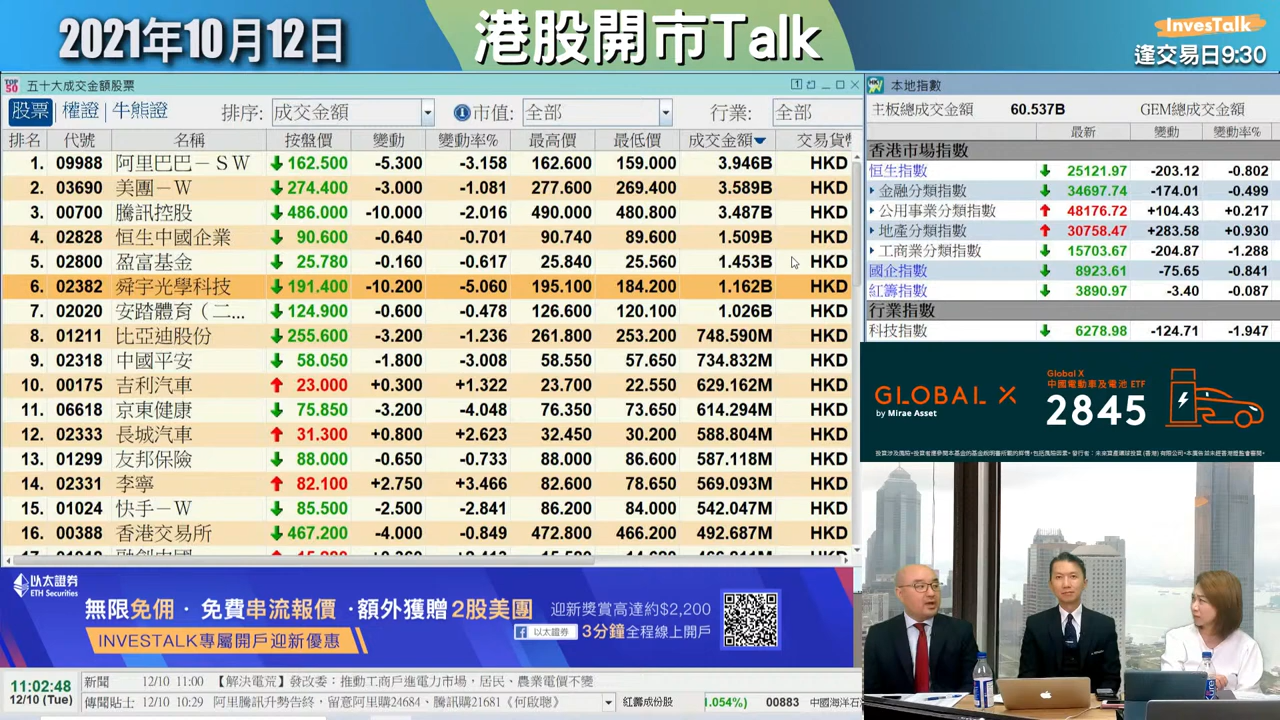 2021年10月12日
港股開市Talk
InvesTalk
逢交易日9:30
TOP 50 五十大成交金額股票
股票 權證 牛熊證 排序: 成交金額 市值: 全部 行業: 全部
排名 代號 名稱 按盤價 變動 變動率% 最高價 最低價 成交金額 交易貨幣
1. 09988 阿里巴巴－ＳＷ 162.500 -5.300 -3.158 162.600 159.000 3.946B HKD
2. 03690 美團－Ｗ 274.400 -3.000 -1.081 277.600 269.400 3.589B HKD
3. 00700 騰訊控股 486.000 -10.000 -2.016 490.000 480.800 3.487B HKD
4. 02828 恒生中國企業 90.600 -0.640 -0.701 90.740 89.600 1.509B HKD
5. 02800 盈富基金 25.780 -0.160 -0.617 25.840 25.560 1.453B HKD
6. 02382 舜宇光學科技 191.400 -10.200 -5.060 195.100 184.200 1.162B HKD
7. 02020 安踏體育（二... 124.900 -0.600 -0.478 126.600 120.100 1.026B HKD
8. 01211 比亞迪股份 255.600 -3.200 -1.236 261.800 253.200 748.590M HKD
9. 02318 中國平安 58.050 -1.800 -3.008 58.550 57.650 734.832M HKD
10. 00175 吉利汽車 23.000 +0.300 +1.322 23.700 22.550 629.162M HKD
11. 06618 京東健康 75.850 -3.200 -4.048 76.350 73.650 614.294M HKD
12. 02333 長城汽車 31.300 +0.800 +2.623 32.450 30.200 588.804M HKD
13. 01299 友邦保險 88.000 -0.650 -0.733 88.000 86.000 587.118M HKD
14. 02331 李寧 82.100 +2.750 +3.466 82.600 78.650 569.093M HKD
15. 01024 快手－Ｗ 85.500 -2.500 -2.841 86.200 84.000 542.047M HKD
16. 00388 香港交易所 467.200 -4.000 -0.849 472.800 466.200 492.687M HKD
本地指數
主板總成交金額 60.537B GEM總成交金額
最新 變動 變動率%
香港市場指數
恒生指數 25121.97 -203.12 -0.802
金融分類指數 34697.74 -174.01 -0.499
公用事業分類指數 48176.72 +104.43 +0.217
地產分類指數 30758.47 +283.58 +0.930
工商業分類指數 15703.67 -204.87 -1.288
國企指數 8923.61 -75.65 -0.841
紅籌指數 3890.97 -3.40 -0.087
行業指數
科技指數 6278.98 -124.71 -1.947
GLOBAL X
by Mirae Asset
Global X
中國電動車及電池 ETF
2845
以太證券
ETH Securities
無限免佣・免費串流報價・額外獲贈2股美團
迎新獎賞高達約$2,200
INVESTALK專屬開戶迎新優惠
以太證券 3分鐘全程線上開戶
11:02:48
12/10 (Tue)
新聞 12/10 11:00 【解決電荒】發改委：推動工商戶進電力市場，居民、農業電價不變
傳聞貼士 12/10 10:29 阿里騰訊升勢告終，留意阿里購24684、騰訊購21681《何啟聰》
紅籌成份股 1.054%) 00883 中國海洋石